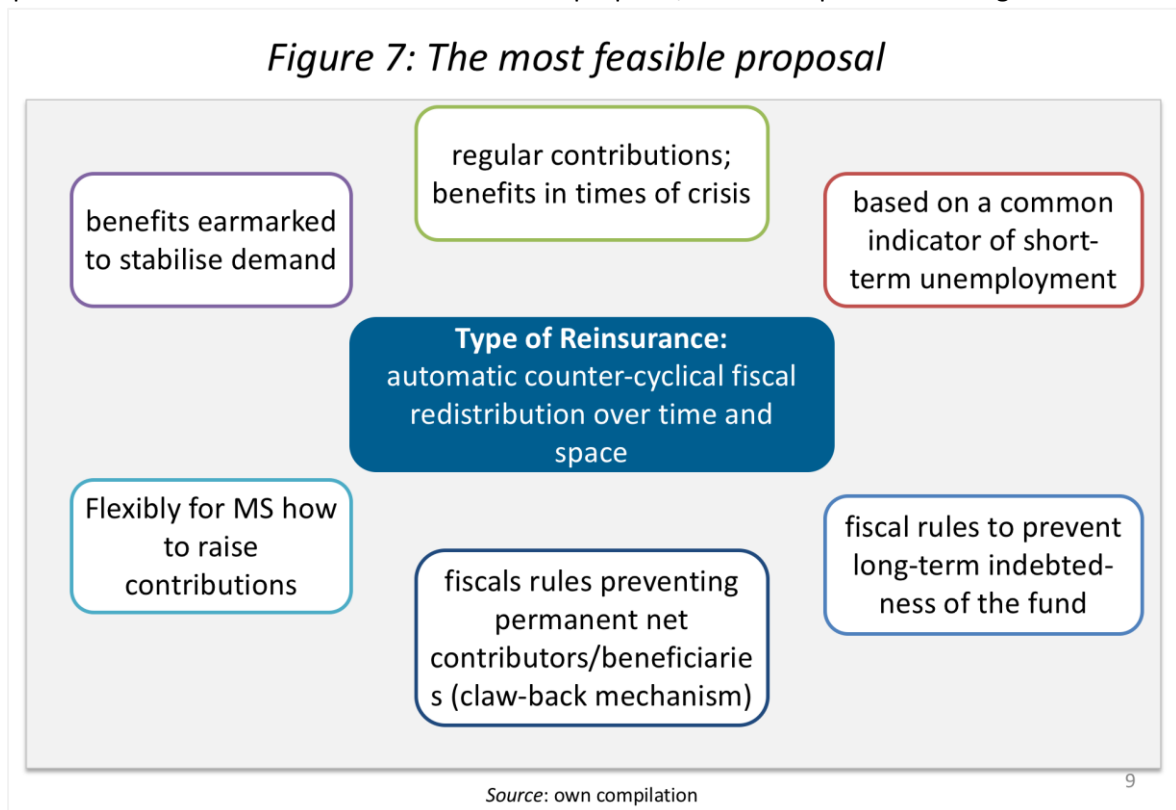 Figure 7: The most feasible proposal
regular contributions;
benefits in times of crisis
benefits earmarked
to stabilise demand
based on a common
indicator of short-
term unemployment
Type of Reinsurance:
automatic counter-cyclical fiscal
redistribution over time and
space
Flexibly for MS how
to raise
contributions
fiscals rules preventing
permanent net
contributors/beneficiarie
s (claw-back mechanism)
fiscal rules to prevent
long-term indebted-
ness of the fund
Source: own compilation
9